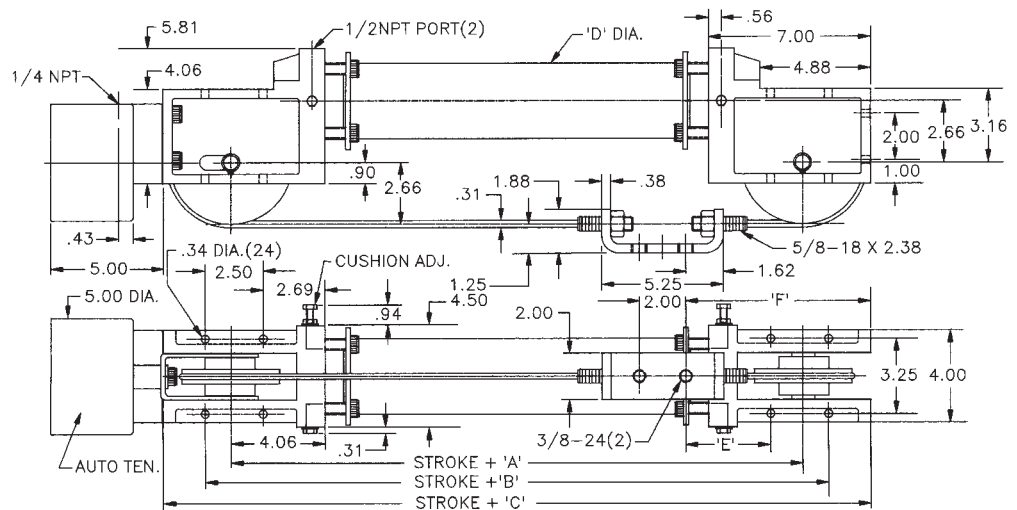 5.81
1/2NPT PORT(2)
'D' DIA.
.56
7.00
4.88
1/4 NPT
4.06
2.00
2.66
3.16
1.00
.90
2.66
.31
1.88
.38
5/8-18 X 2.38
.43
5.00
.34 DIA.(24)
2.50
CUSHION ADJ.
1.25
5.25
1.62
2.69
4.50
2.00
2.00
'F'
5.00 DIA.
.94
3.25
4.00
4.06
.31
3/8-24(2)
'E'
AUTO TEN.
STROKE + 'A'
STROKE +'B'
STROKE + 'C'